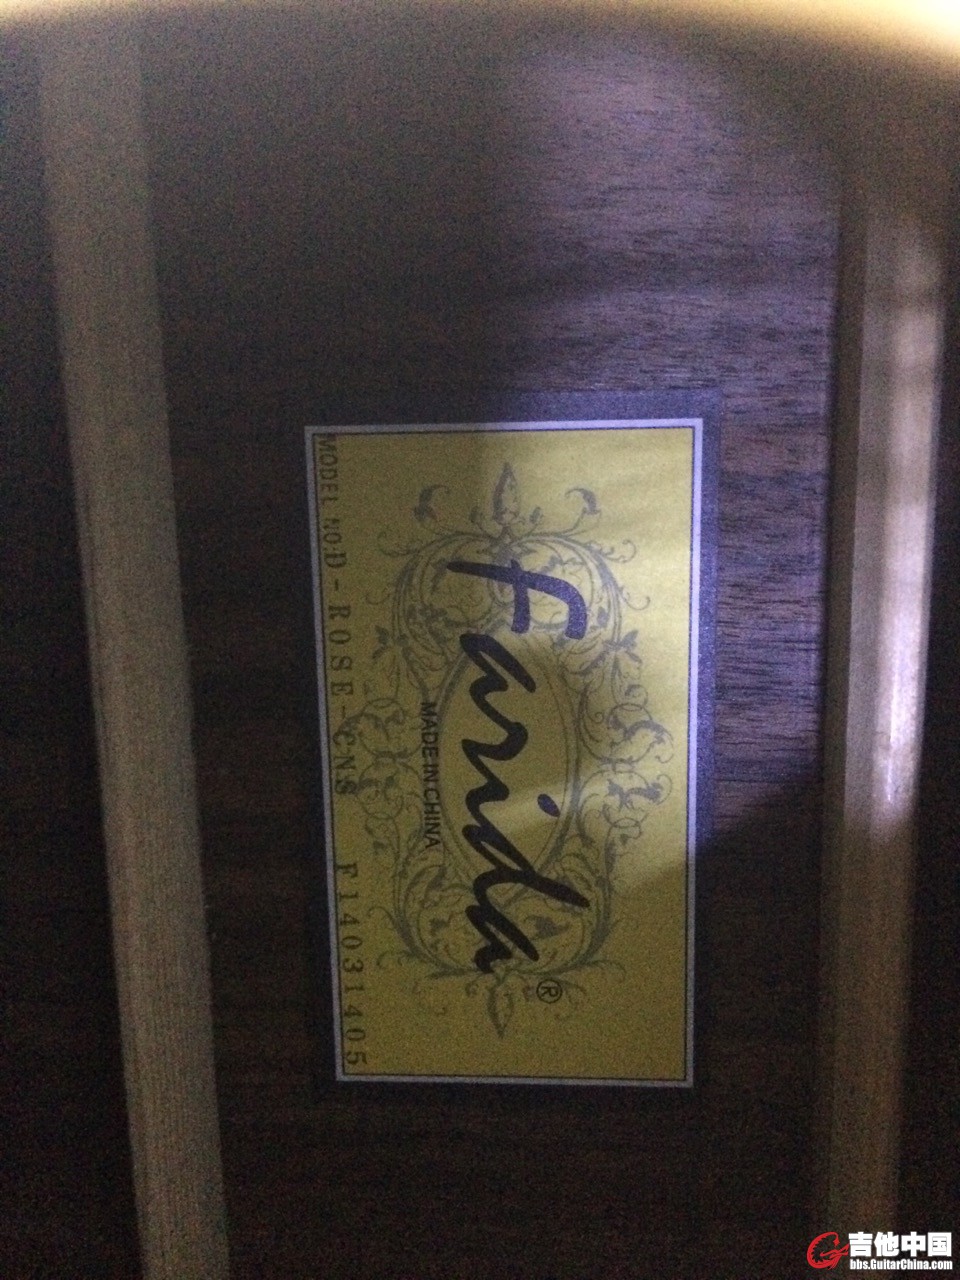 Farida®
MADE IN CHINA
MODEL NO:D-ROSE-CNS F14031405
吉他中国
bbs.GuitarChina.com